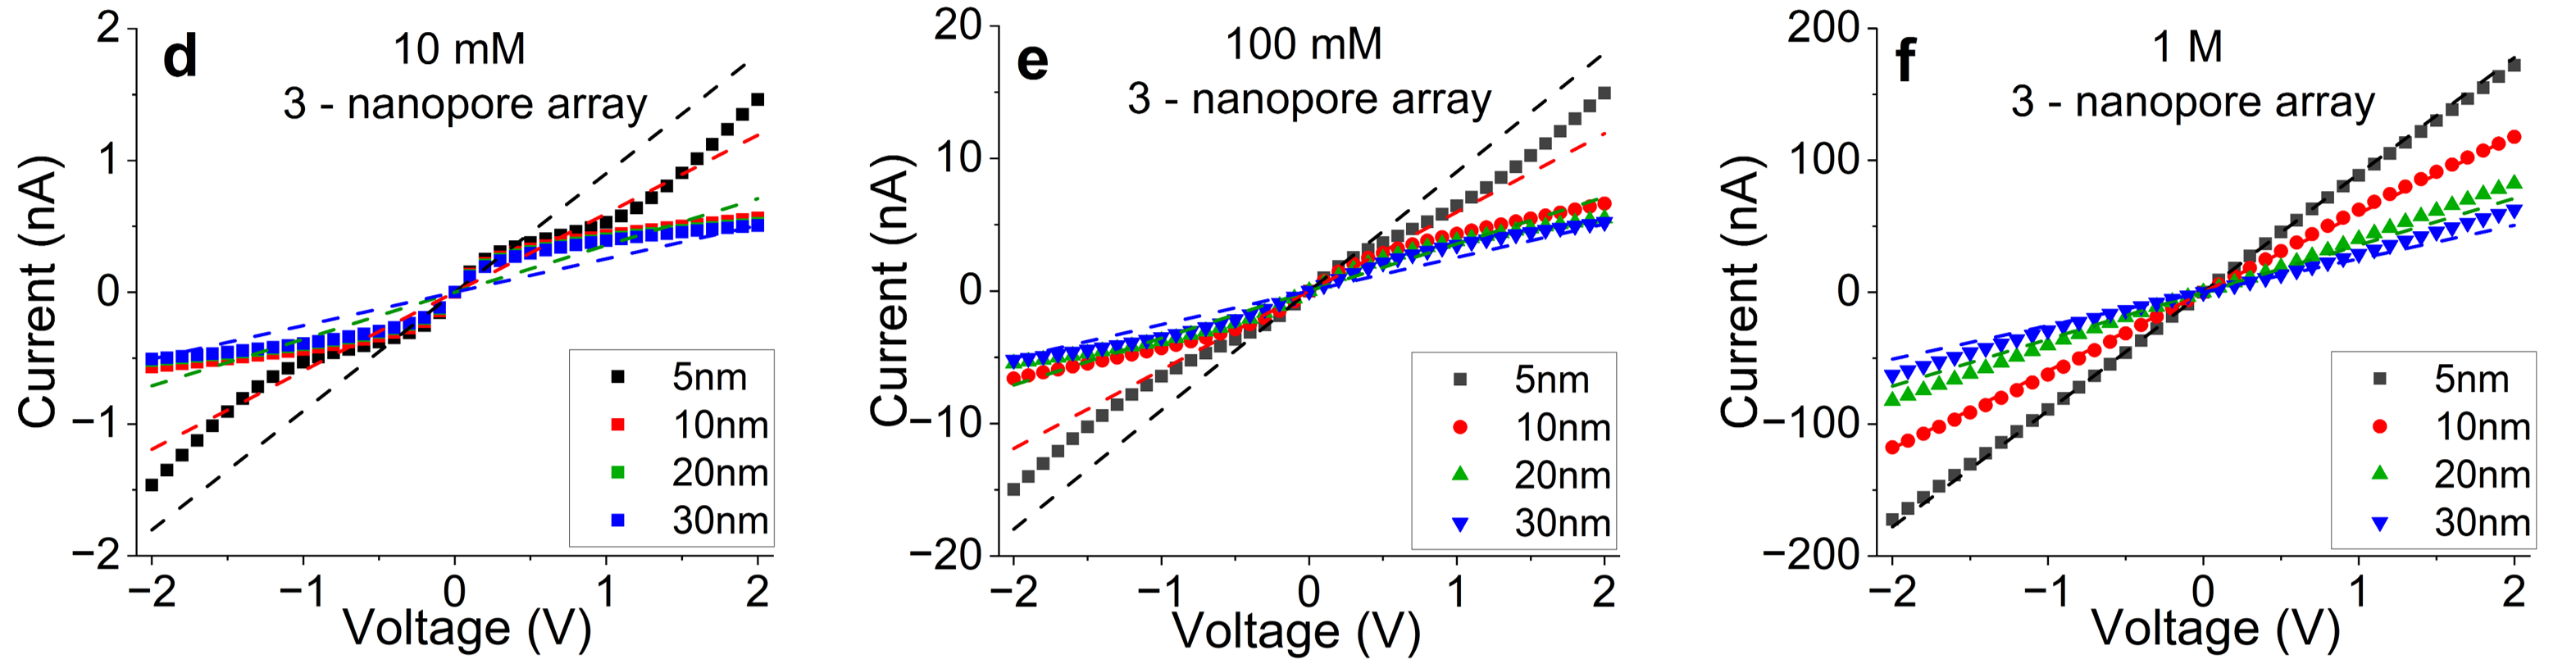 d
10 mM
3 - nanopore array
2
1
0
−1
−2
Current (nA)
−2 −1 0 1 2
Voltage (V)
5nm
10nm
20nm
30nm
e
100 mM
3 - nanopore array
20
10
0
−10
−20
Current (nA)
−2 −1 0 1 2
Voltage (V)
5nm
10nm
20nm
30nm
f
1 M
3 - nanopore array
200
100
0
−100
−200
Current (nA)
−2 −1 0 1 2
Voltage (V)
5nm
10nm
20nm
30nm